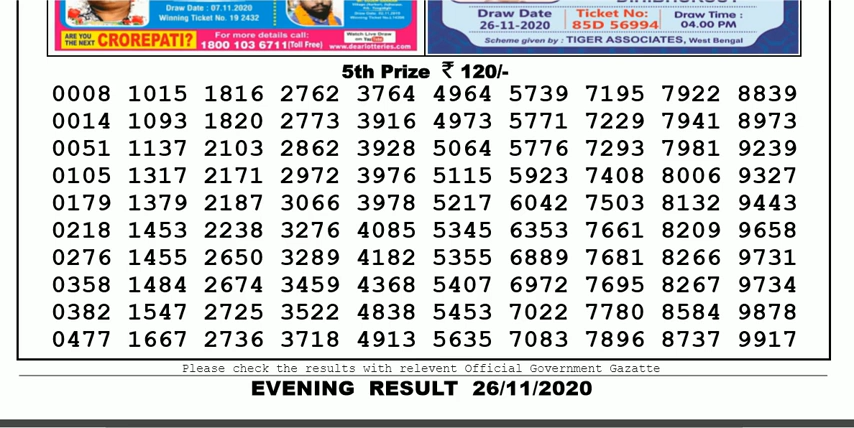 Draw Date : 07.11.2020
Winning Ticket No. 19 2432
ARE YOU THE NEXT CROREPATI?
For more details call:
1800 103 6711(Toll Free)
Watch Live Draw on YouTube
www.dearlotteries.com
Draw Date
26-11-2020
Ticket No:
85D 56994
Draw Time :
04.00 PM
Scheme given by : TIGER ASSOCIATES, West Bengal
5th Prize ₹ 120/-
0008 1015 1816 2762 3764 4964 5739 7195 7922 8839
0014 1093 1820 2773 3916 4973 5771 7229 7941 8973
0051 1137 2103 2862 3928 5064 5776 7293 7981 9239
0105 1317 2171 2972 3976 5115 5923 7408 8006 9327
0179 1379 2187 3066 3978 5217 6042 7503 8132 9443
0218 1453 2238 3276 4085 5345 6353 7661 8209 9658
0276 1455 2650 3289 4182 5355 6889 7681 8266 9731
0358 1484 2674 3459 4368 5407 6972 7695 8267 9734
0382 1547 2725 3522 4838 5453 7022 7780 8584 9878
0477 1667 2736 3718 4913 5635 7083 7896 8737 9917
Please check the results with relevent Official Government Gazatte
EVENING RESULT 26/11/2020